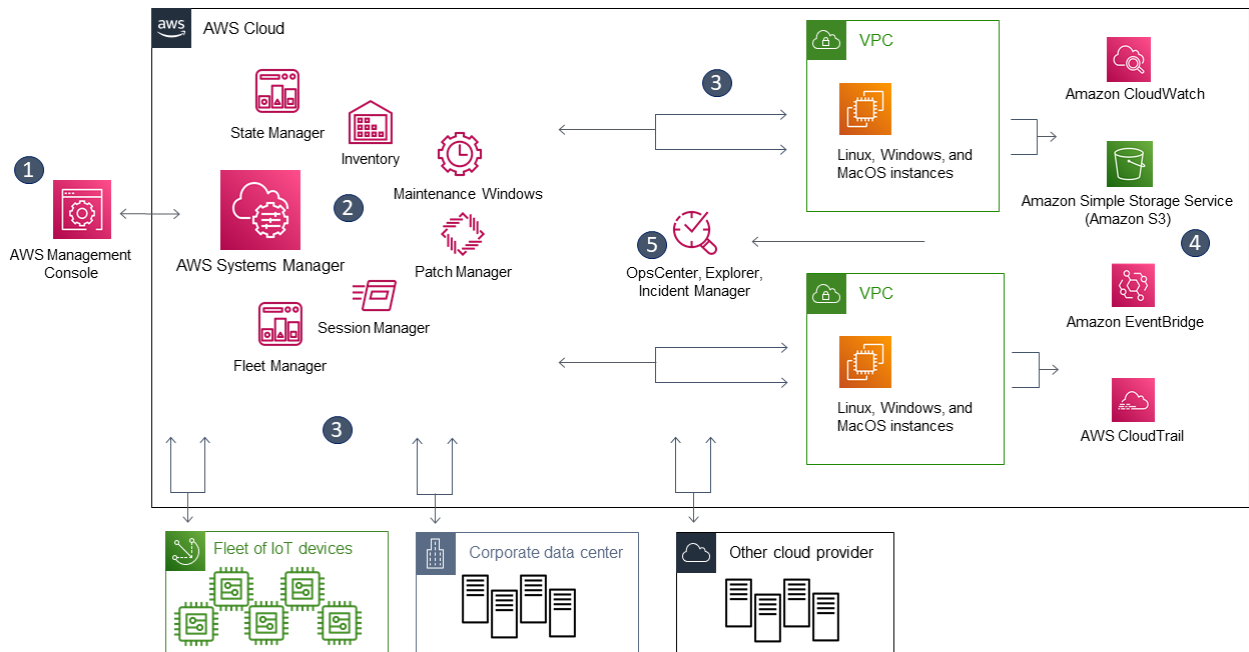 aws
AWS Cloud
VPC
3
Amazon CloudWatch
State Manager
Inventory
Linux, Windows, and
MacOS instances
1
Maintenance Windows
2
Amazon Simple Storage Service
(Amazon S3)
AWS Management
Console
AWS Systems Manager
Patch Manager
5
OpsCenter, Explorer,
Incident Manager
4
VPC
Session Manager
Amazon EventBridge
Fleet Manager
Linux, Windows, and
MacOS instances
3
AWS CloudTrail
Fleet of IoT devices
Corporate data center
Other cloud provider